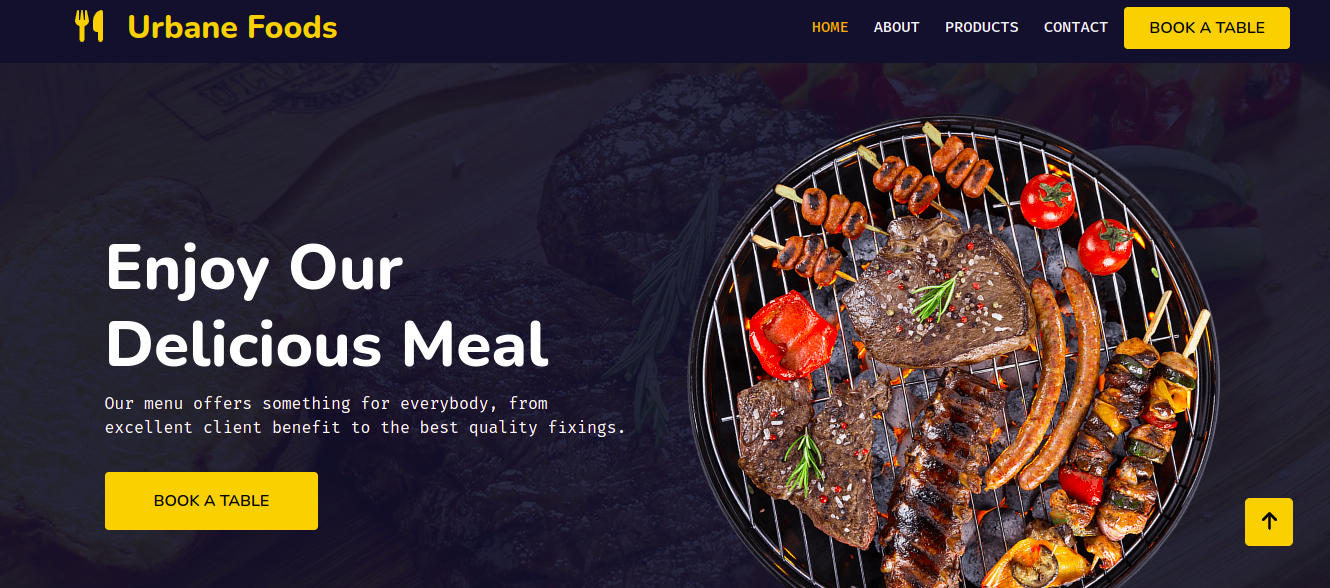 Urbane Foods
HOME ABOUT PRODUCTS CONTACT BOOK A TABLE
Enjoy Our
Delicious Meal
Our menu offers something for everybody, from
excellent client benefit to the best quality fixings.
BOOK A TABLE